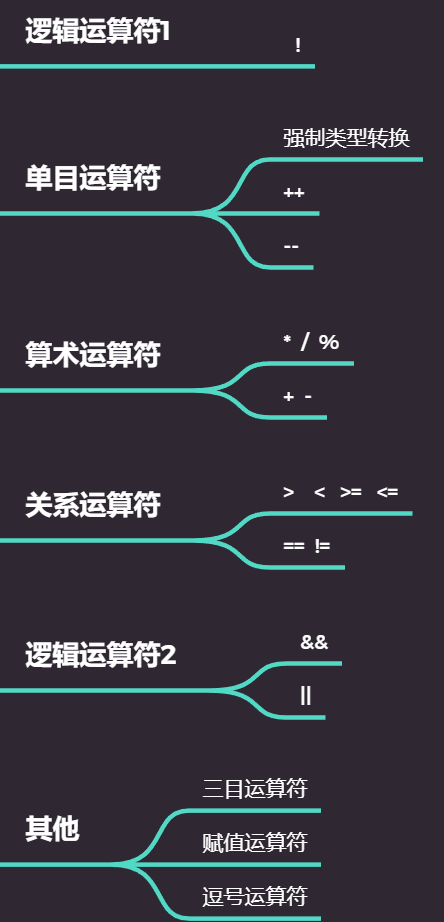 逻辑运算符1
!
强制类型转换
单目运算符
++
--
算术运算符
* / %
+ -
关系运算符
> < >= <=
== !=
逻辑运算符2
&&
||
三目运算符
其他
赋值运算符
逗号运算符